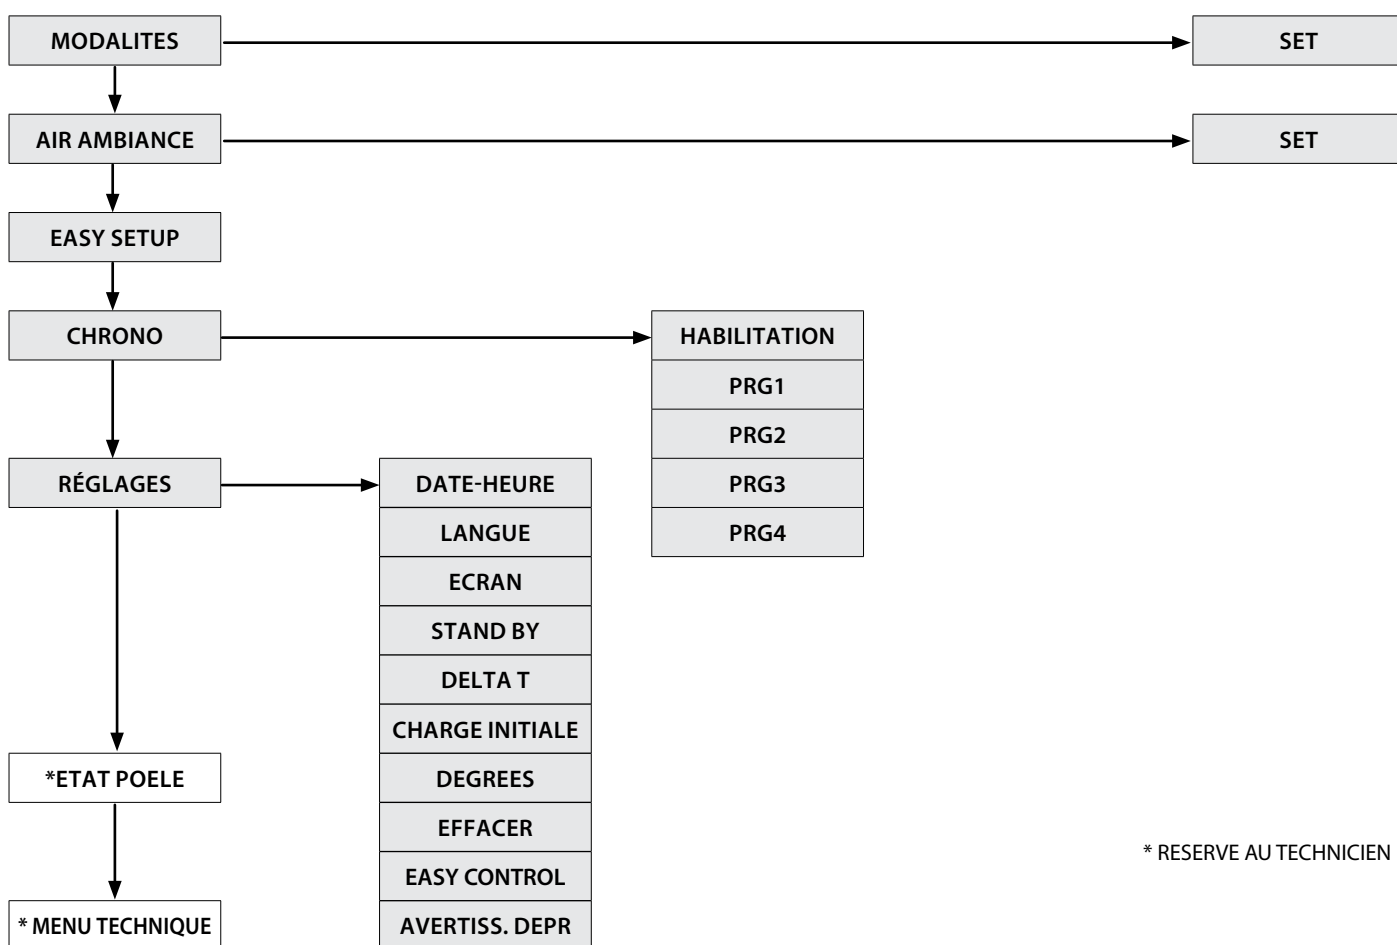 MODALITES
SET
AIR AMBIANCE
SET
EASY SETUP
CHRONO
HABILITATION
PRG1
PRG2
PRG3
PRG4
RÉGLAGES
DATE-HEURE
LANGUE
ECRAN
STAND BY
DELTA T
CHARGE INITIALE
DEGREES
EFFACER
EASY CONTROL
AVERTISS. DEPR
*ETAT POELE
* MENU TECHNIQUE
* RESERVE AU TECHNICIEN